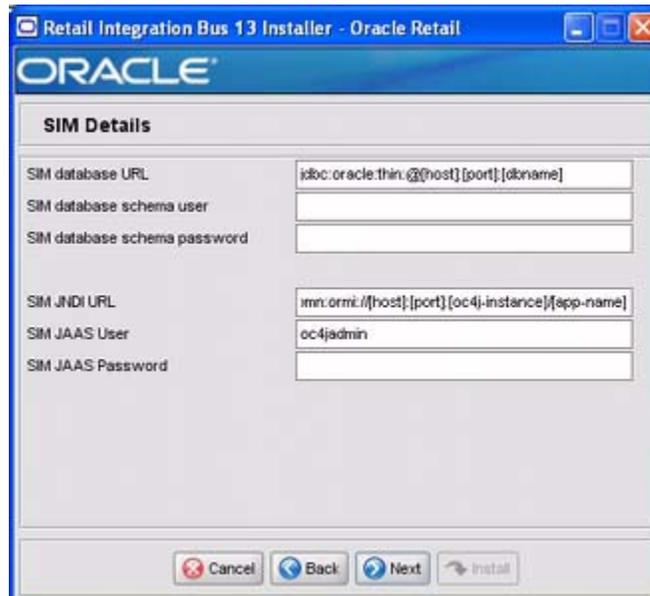 Retail Integration Bus 13 Installer - Oracle Retail
ORACLE
SIM Details
SIM database URL jdbc:oracle:thin:@[host]:[port]:[dbname]
SIM database schema user
SIM database schema password
SIM JNDI URL mn:ormi://[host]:[port]:[oc4j-instance]/[app-name]
SIM JAAS User oc4jadmin
SIM JAAS Password
Cancel Back Next Install